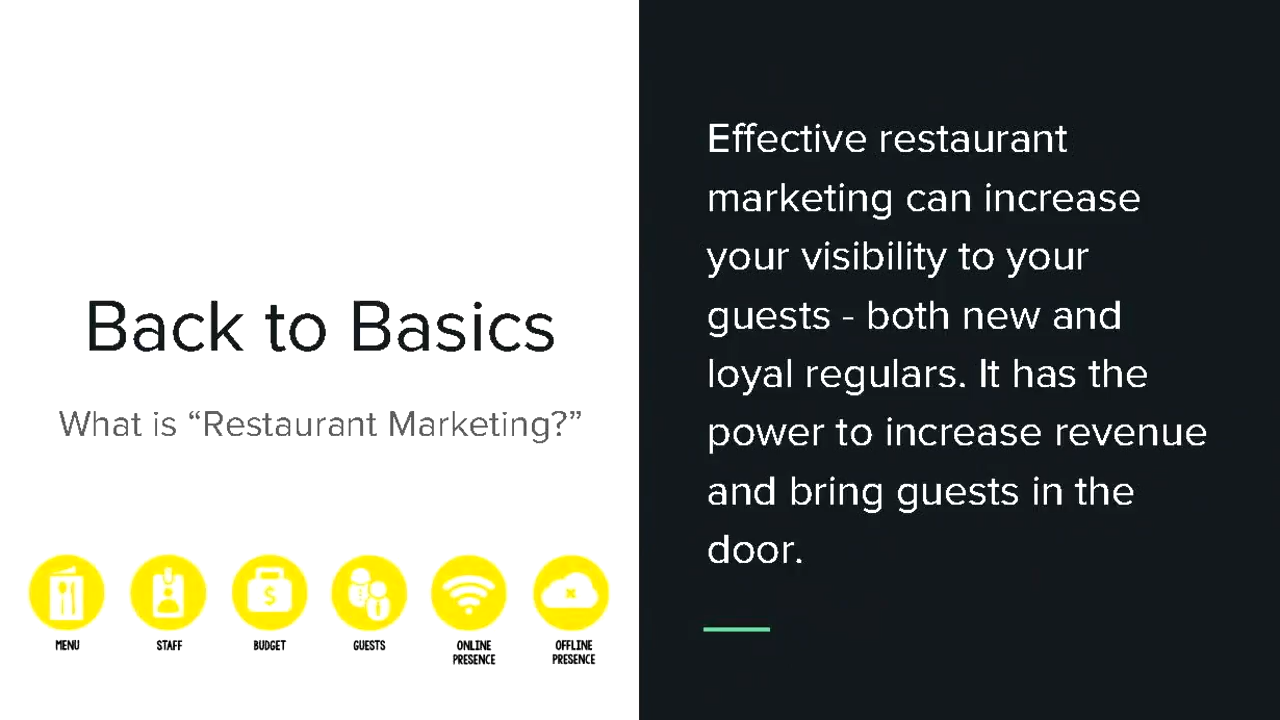 Back to Basics
What is “Restaurant Marketing?”
MENU
STAFF
BUDGET
$
GUESTS
ONLINE
PRESENCE
OFFLINE
PRESENCE
Effective restaurant
marketing can increase
your visibility to your
guests - both new and
loyal regulars. It has the
power to increase revenue
and bring guests in the
door.